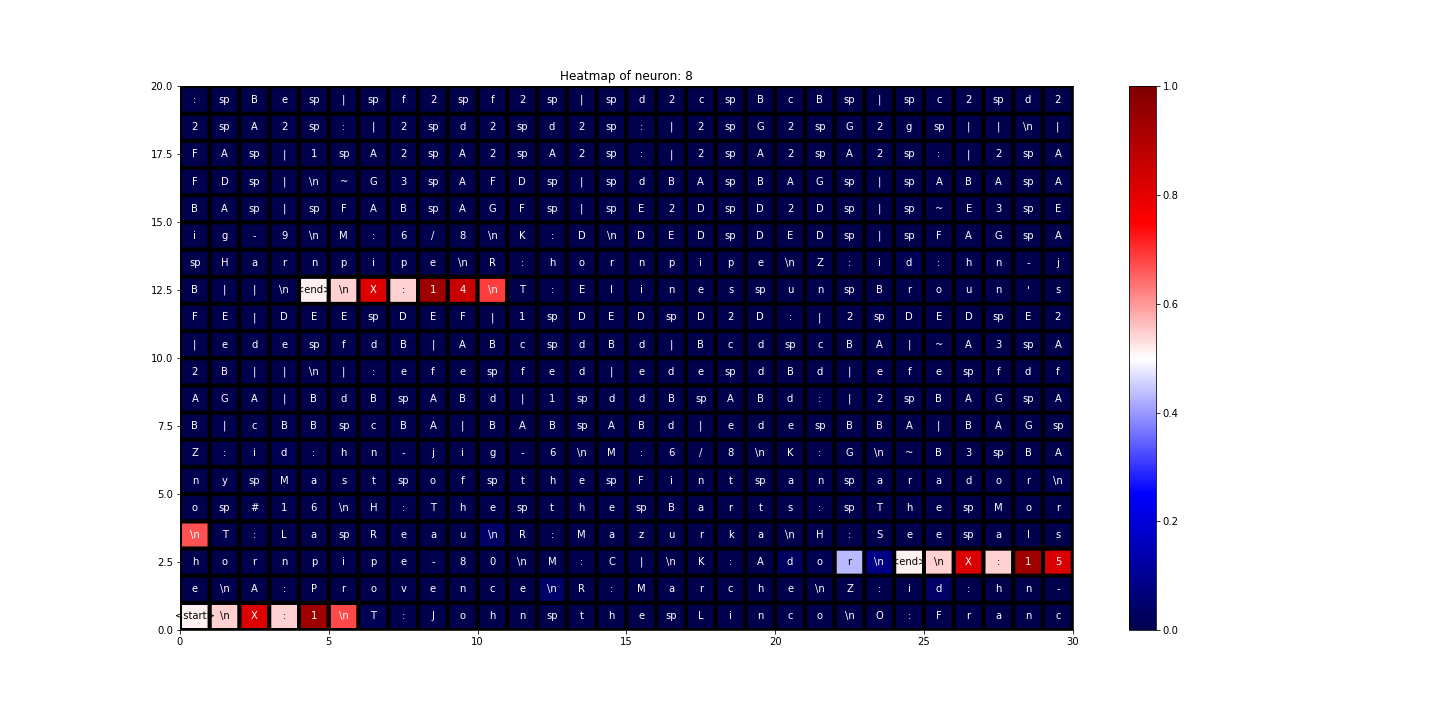 Heatmap of neuron: 8
20.0 : sp B e sp | sp f 2 sp f 2 sp | sp d 2 c sp B c B sp | sp c 2 sp d 2 1.0
2 sp A 2 sp : | 2 sp d 2 sp d 2 sp : | 2 sp G 2 sp G 2 g sp | | \n |
17.5 F A sp | 1 sp A 2 sp A 2 sp A 2 sp : | 2 sp A 2 sp A 2 sp : | 2 sp A
F D sp | \n ~ G 3 sp A F D sp | sp d B A sp B A G sp | sp A B A sp A 0.8
15.0 B A sp | sp F A B sp A G F sp | sp E 2 D sp D 2 D sp | sp ~ E 3 sp E
i g - 9 \n M : 6 / 8 \n K : D \n D E D sp D E D sp | sp F A G sp A
sp H a r n p i p e \n R : h o r n p i p e \n Z : i d : h n - j
12.5 B | | \n <end> \n X : 1 4 \n T : E l i n e s sp u n sp B r o u n ' s 0.6
F E | D E E sp D E F | 1 sp D E D sp D 2 D : | 2 sp D E D sp E 2
10.0 | e d e sp f d B | A B c sp d B d | B c d sp c B A | ~ A 3 sp A
2 B | | \n | : e f e sp f e d | e d e sp d B d | e f e sp f d f
A G A | B d B sp A B d | 1 sp d d B sp A B d : | 2 sp B A G sp A 0.4
7.5 B | c B B sp c B A | B A B sp A B d | e d e sp B B A | B A G sp
Z : i d : h n - j i g - 6 \n M : 6 / 8 \n K : G \n ~ B 3 sp B A
5.0 n y sp M a s t sp o f sp t h e sp F i n t sp a n sp a r a d o r \n
o sp # 1 6 \n H : T h e sp t h e sp B a r t s : sp T h e sp M o r 0.2
\n T : L a sp R e a u \n R : M a z u r k a \n H : S e e sp a l s
2.5 h o r n p i p e - 8 0 \n M : C | \n K : A d o r \n <end> \n X : 1 5
e \n A : P r o v e n c e \n R : M a r c h e \n Z : i d : h n -
<start> \n X : 1 \n T : J o h n sp t h e sp L i n c o \n O : F r a n c
0.0 0.0
0 5 10 15 20 25 30